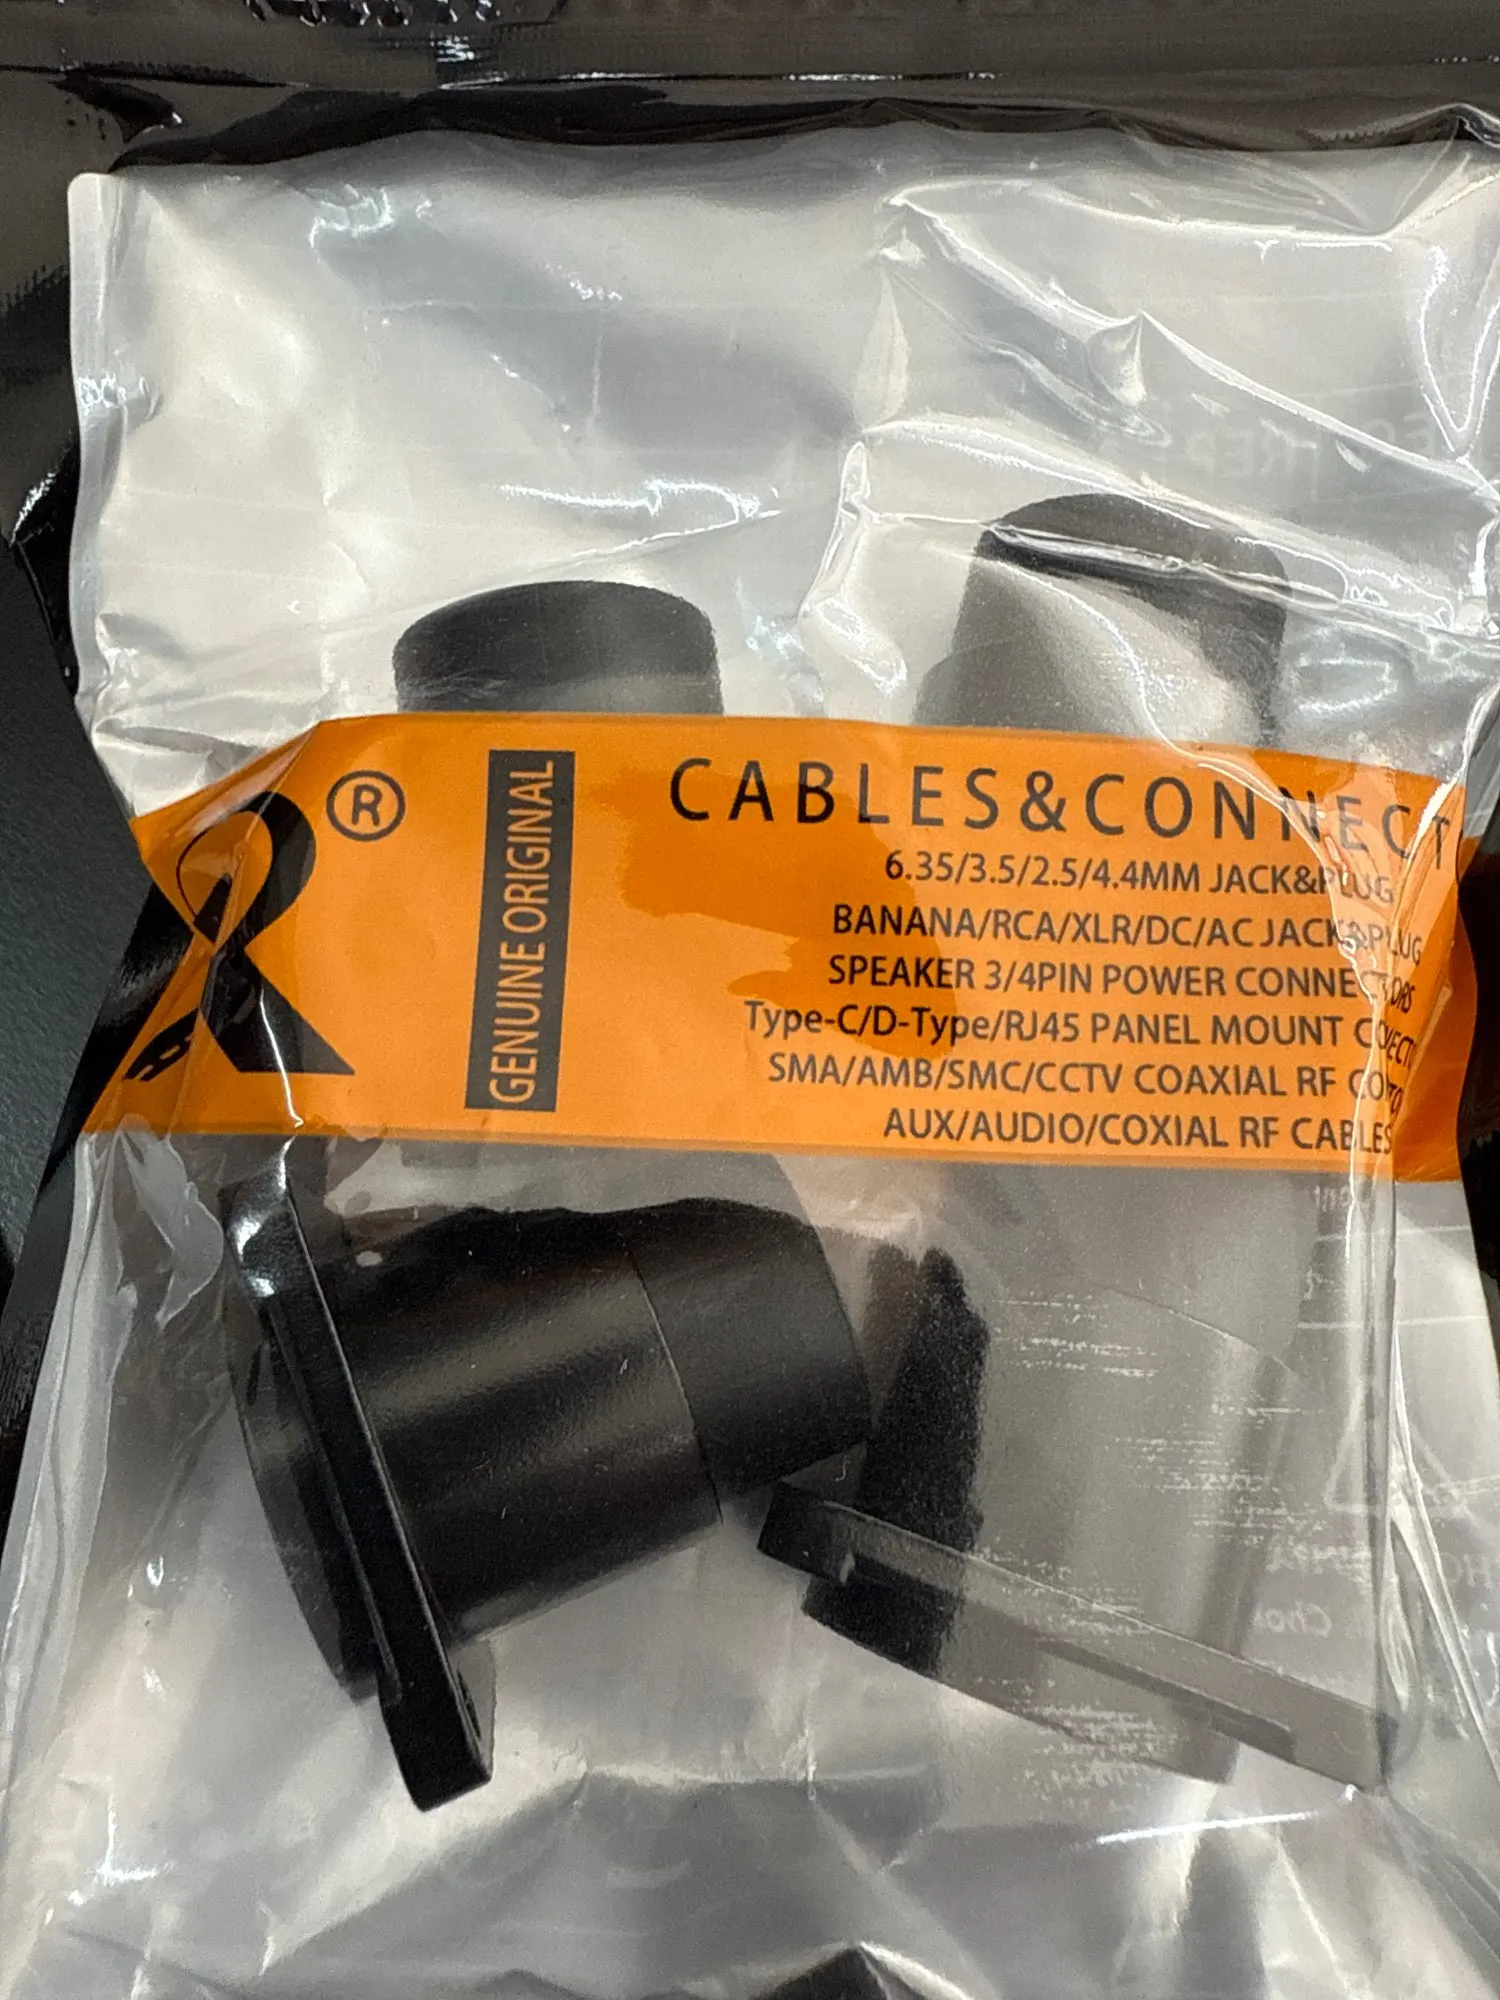 ®
GENUINE ORIGINAL
CABLES&CONNECT
6.35/3.5/2.5/4.4MM JACK&PLUG
BANANA/RCA/XLR/DC/AC JACK&PLUG
SPEAKER 3/4PIN POWER CONNECTORS
Type-C/D-Type/RJ45 PANEL MOUNT
SMA/AMB/SMC/CCTV COAXIAL RF
AUX/AUDIO/COXIAL RF CABLES